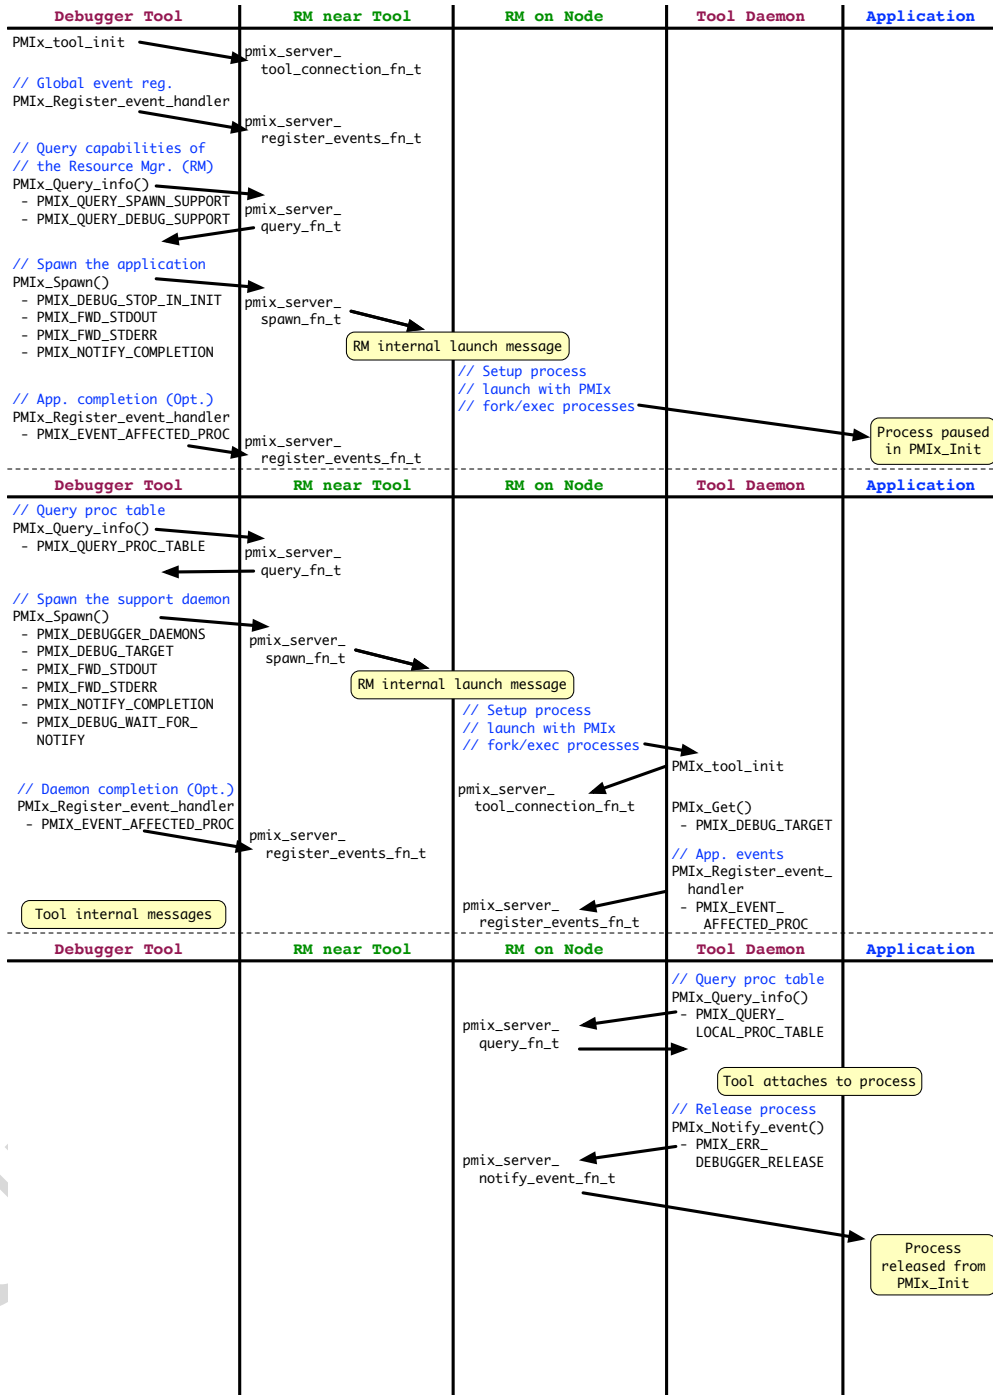 Debugger Tool
RM near Tool
RM on Node
Tool Daemon
Application
PMIx_tool_init
pmix_server_
tool_connection_fn_t
// Global event reg.
PMIx_Register_event_handler
pmix_server_
register_events_fn_t
// Query capabilities of
// the Resource Mgr. (RM)
PMIx_Query_info()
- PMIX_QUERY_SPAWN_SUPPORT
- PMIX_QUERY_DEBUG_SUPPORT
pmix_server_
query_fn_t
// Spawn the application
PMIx_Spawn()
- PMIX_DEBUG_STOP_IN_INIT
- PMIX_FWD_STDOUT
- PMIX_FWD_STDERR
- PMIX_NOTIFY_COMPLETION
pmix_server_
spawn_fn_t
RM internal launch message
// Setup process
// launch with PMIx
// fork/exec processes
Process paused
in PMIx_Init
// App. completion (Opt.)
PMIx_Register_event_handler
- PMIX_EVENT_AFFECTED_PROC
pmix_server_
register_events_fn_t
Debugger Tool
RM near Tool
RM on Node
Tool Daemon
Application
// Query proc table
PMIx_Query_info()
- PMIX_QUERY_PROC_TABLE
pmix_server_
query_fn_t
// Spawn the support daemon
PMIx_Spawn()
- PMIX_DEBUGGER_DAEMONS
- PMIX_DEBUG_TARGET
- PMIX_FWD_STDOUT
- PMIX_FWD_STDERR
- PMIX_NOTIFY_COMPLETION
- PMIX_DEBUG_WAIT_FOR_
NOTIFY
pmix_server_
spawn_fn_t
RM internal launch message
// Setup process
// launch with PMIx
// fork/exec processes
PMIx_tool_init
pmix_server_
tool_connection_fn_t
PMIx_Get()
- PMIX_DEBUG_TARGET
// Daemon completion (Opt.)
PMIx_Register_event_handler
- PMIX_EVENT_AFFECTED_PROC
pmix_server_
register_events_fn_t
// App. events
PMIx_Register_event_
handler
- PMIX_EVENT_
AFFECTED_PROC
pmix_server_
register_events_fn_t
Tool internal messages
Debugger Tool
RM near Tool
RM on Node
Tool Daemon
Application
// Query proc table
PMIx_Query_info()
- PMIX_QUERY_
LOCAL_PROC_TABLE
pmix_server_
query_fn_t
Tool attaches to process
// Release process
PMIx_Notify_event()
- PMIX_ERR_
DEBUGGER_RELEASE
pmix_server_
notify_event_fn_t
Process
released from
PMIx_Init